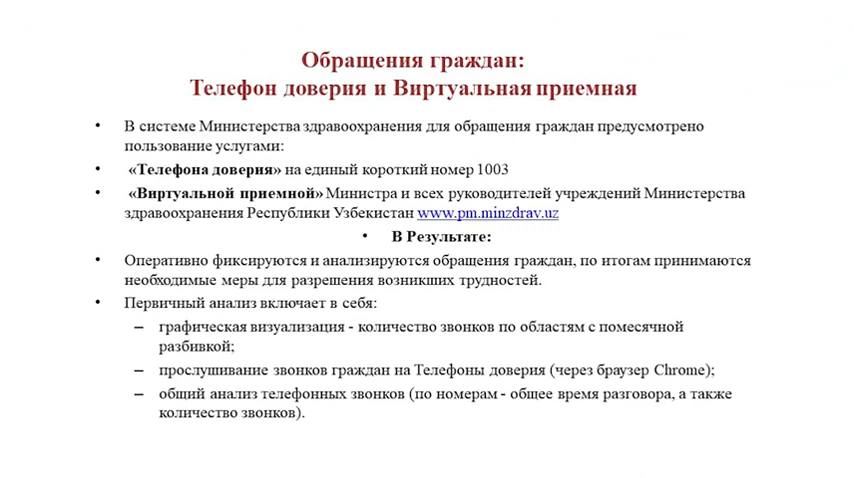 Обращения граждан:
Телефон доверия и Виртуальная приемная
• В системе Министерства здравоохранения для обращения граждан предусмотрено
пользование услугами:
• «Телефона доверия» на единый короткий номер 1003
• «Виртуальной приемной» Министра и всех руководителей учреждений Министерства
здравоохранения Республики Узбекистан www.pm.minzdrav.uz
• В Результате:
• Оперативно фиксируются и анализируются обращения граждан, по итогам принимаются
необходимые меры для разрешения возникших трудностей.
• Первичный анализ включает в себя:
– графическая визуализация - количество звонков по областям с помесячной
разбивкой;
– прослушивание звонков граждан на Телефоны доверия (через браузер Chrome);
– общий анализ телефонных звонков (по номерам - общее время разговора, а также
количество звонков).